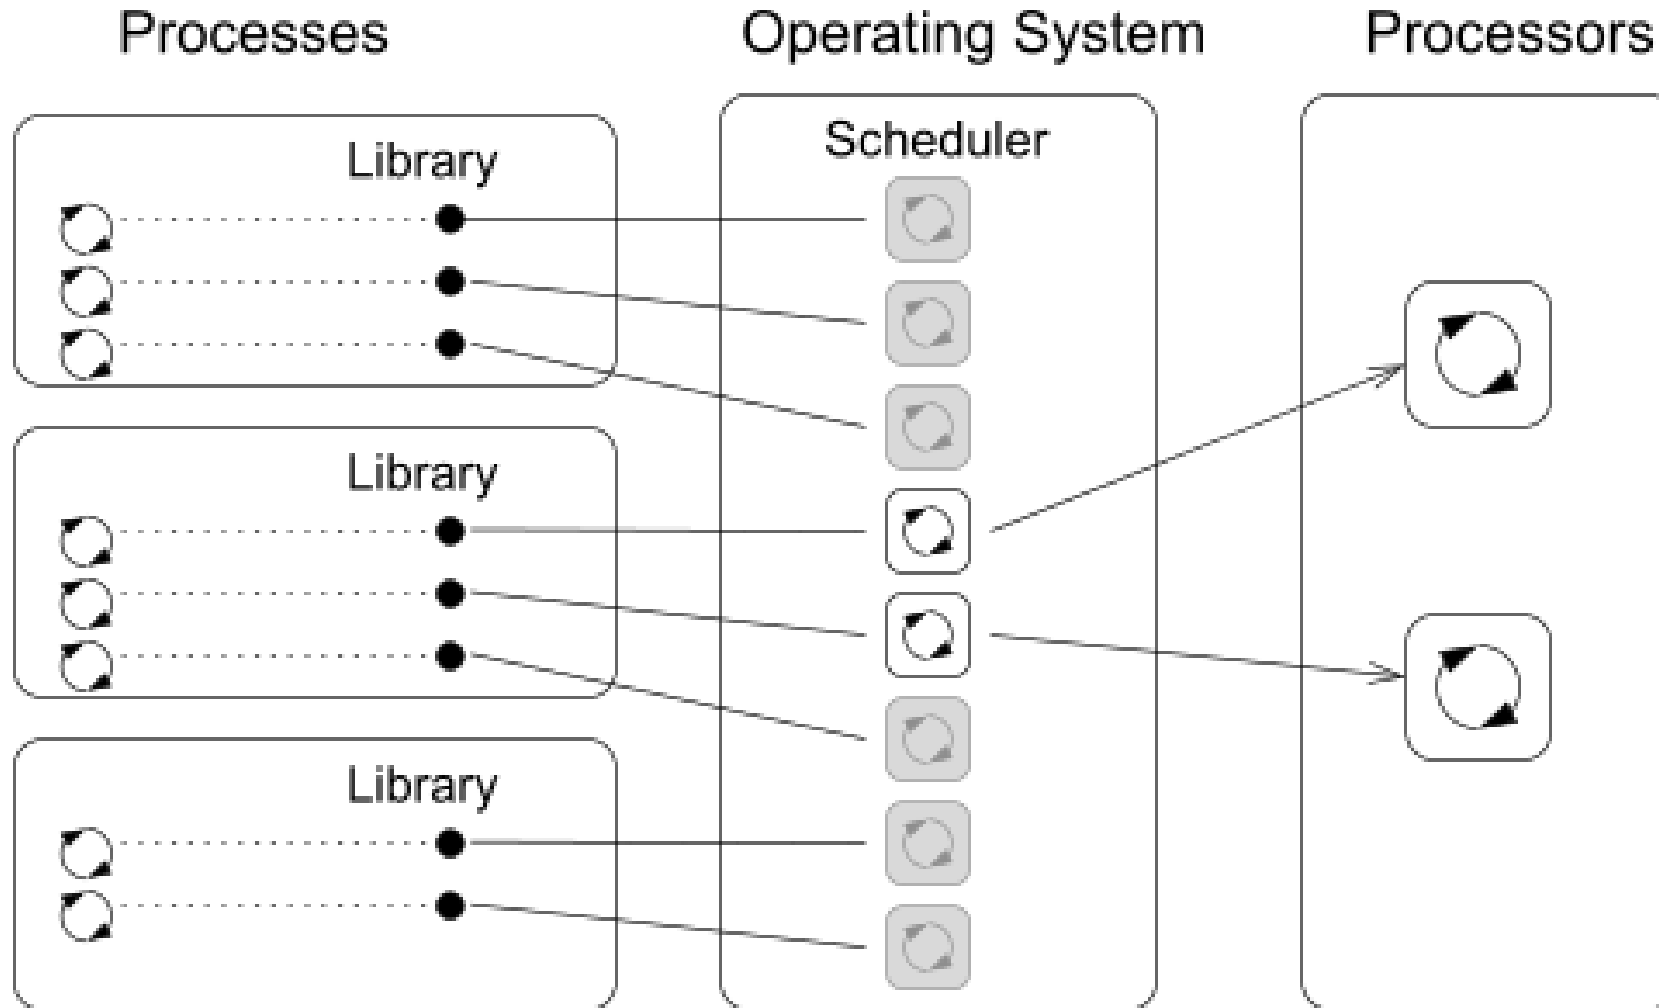 Processes
Operating System
Processors
Scheduler
Library
Library
Library